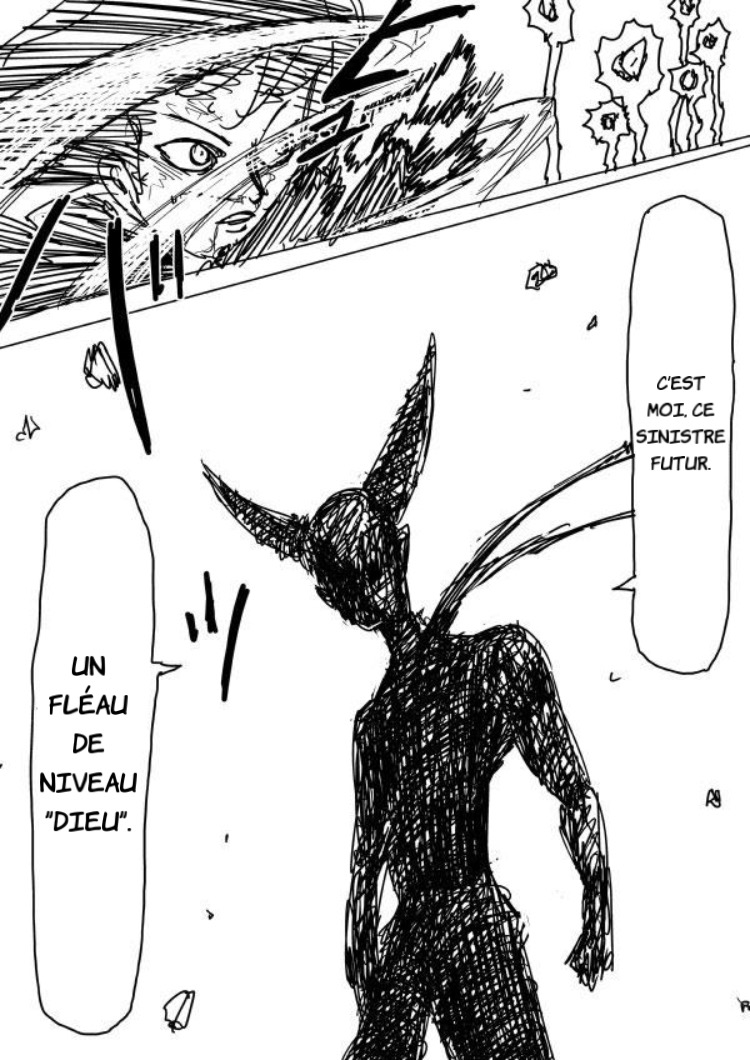 C'EST
MOI, CE
SINISTRE
FUTUR.
UN
FLÉAU
DE
NIVEAU
"DIEU".